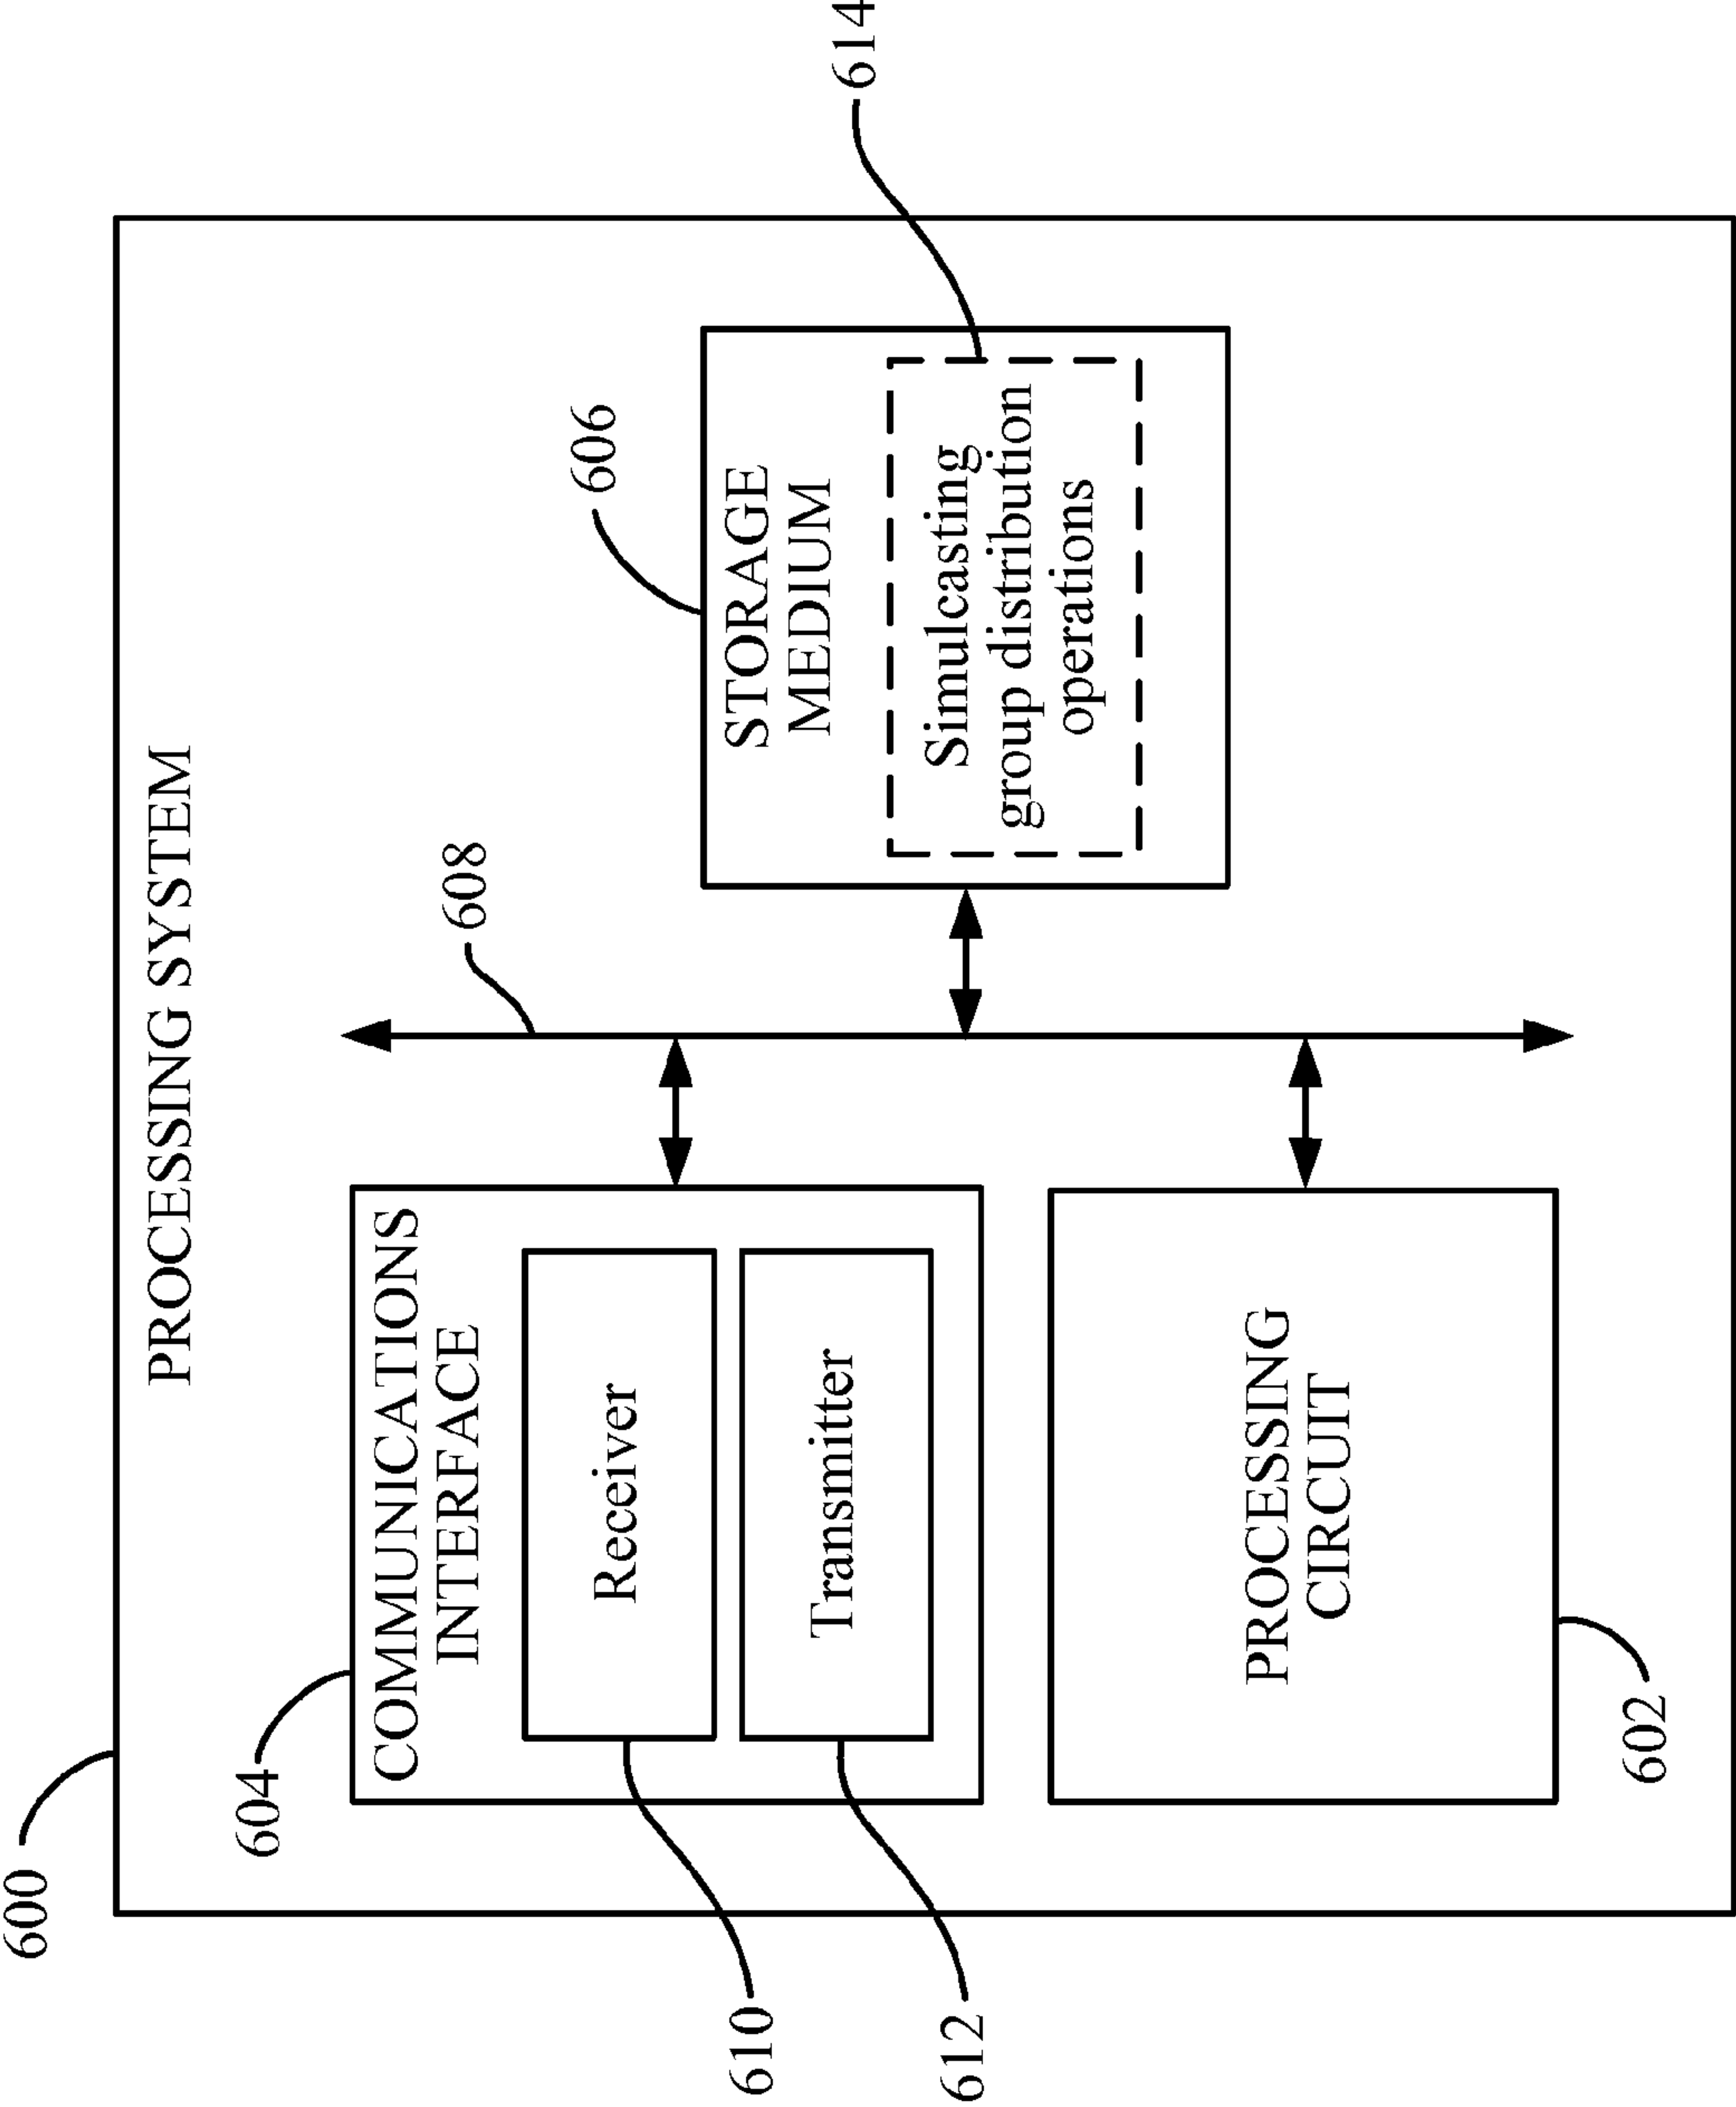 600
PROCESSING SYSTEM
604
COMMUNICATIONS
INTERFACE
Receiver
Transmitter
610
612
608
606
STORAGE
MEDIUM
Simulcasting
group distribution
operations
614
PROCESSING
CIRCUIT
602